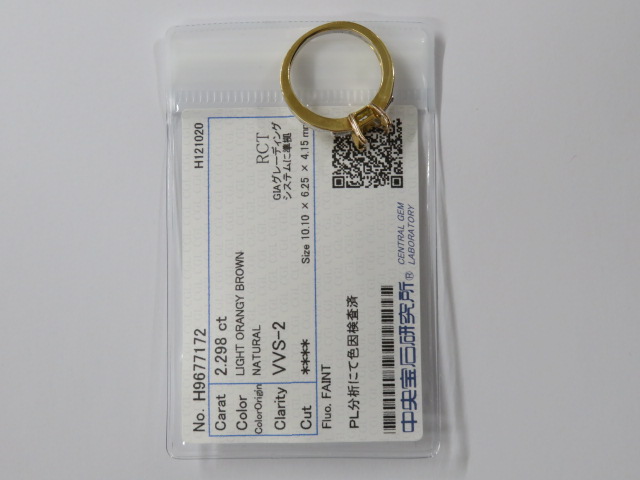 No. H9677172
H121020
Carat 2.298 ct
RCT
Color LIGHT ORANGY BROWN
GIAグレーディング
システムに準拠
ColorOrigin NATURAL
Clarity VVS-2
Cut **** Size 10.10 × 6.25 × 4.15 mm
Fluo. FAINT
PL分析にて色因検査済
中央宝石研究所®
CENTRAL GEM
LABORATORY